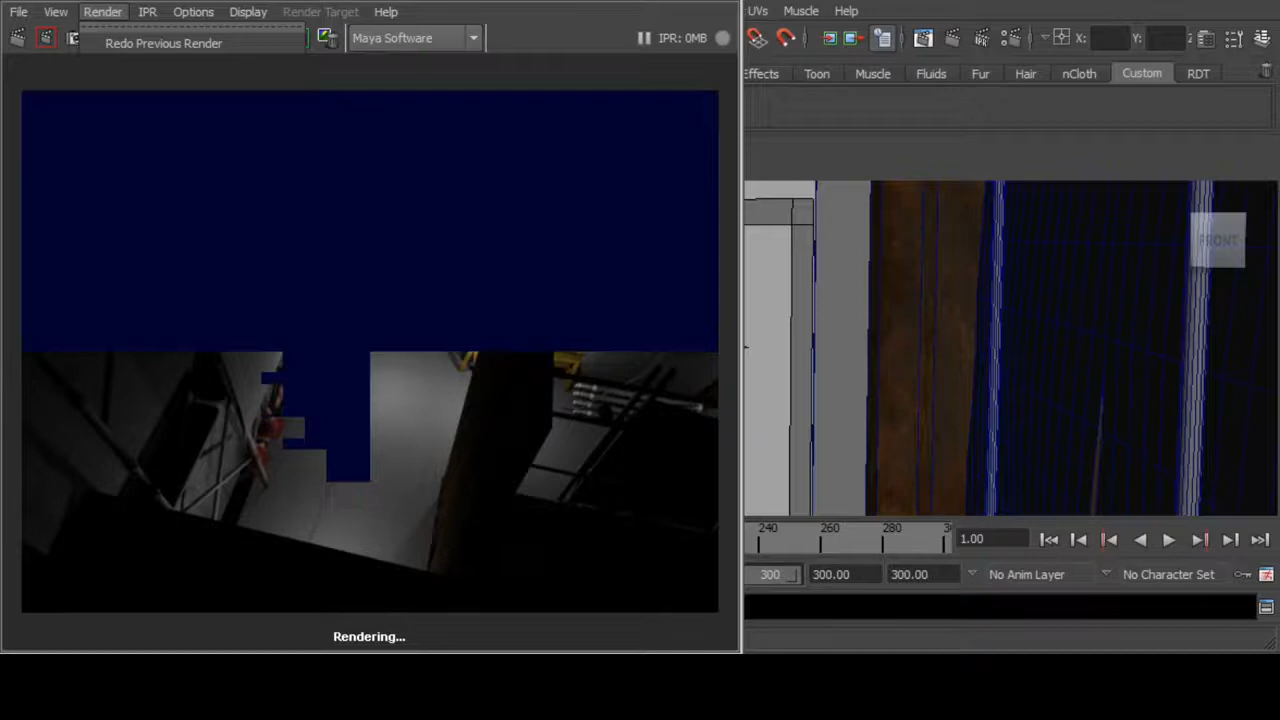 File View Render IPR Options Display Render Target Help
UVs Muscle Help
Redo Previous Render
Maya Software
IPR: 0MB
X:
Y:
Effects Toon Muscle Fluids Fur Hair nCloth Custom RDT
FRONT
240 260 280
1.00
300 300.00 300.00 No Anim Layer No Character Set
Rendering...